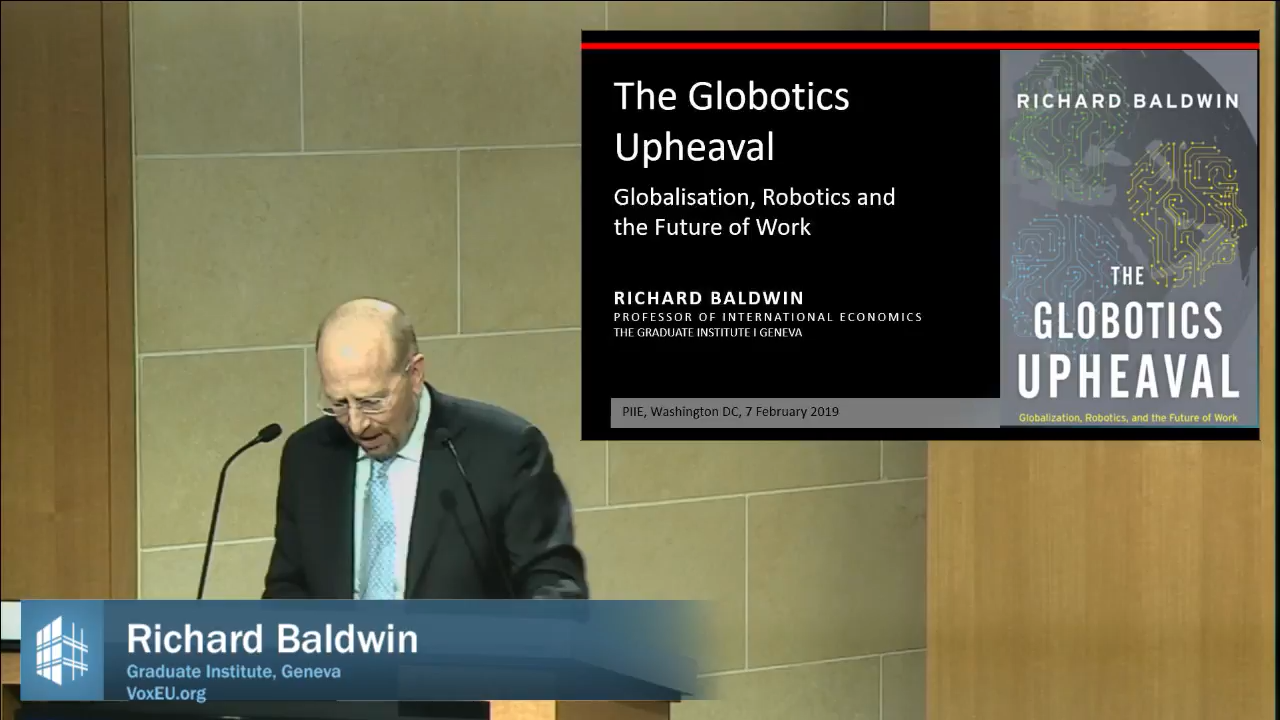 The Globotics
Upheaval
Globalisation, Robotics and
the Future of Work
RICHARD BALDWIN
PROFESSOR OF INTERNATIONAL ECONOMICS
THE GRADUATE INSTITUTE | GENEVA
PIIE, Washington DC, 7 February 2019
RICHARD BALDWIN
THE
GLOBOTICS
UPHEAVAL
Globalization, Robotics, and the Future of Work
Richard Baldwin
Graduate Institute, Geneva
VoxEU.org